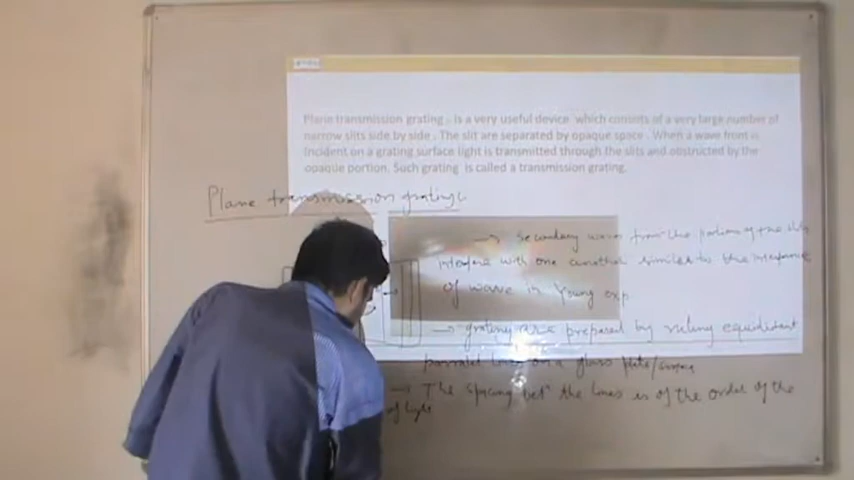 Plane transmission grating - is a very useful device which consists of a very large number of
narrow slits side by side . The slit are separated by opaque space . When a wave front is
incident on a grating surface light is transmitted through the slits and obstructed by the
opaque portion. Such grating is called a transmission grating.
Plane transmission grating
→ Secondary waves from the portion of the slits
interfere with one another similar to the interference
of wave in Young exp
→ grating are prepared by ruling equidistant
parallel lines on a glass plate/surface
→ The spacing bet the lines is of the order of the
of light